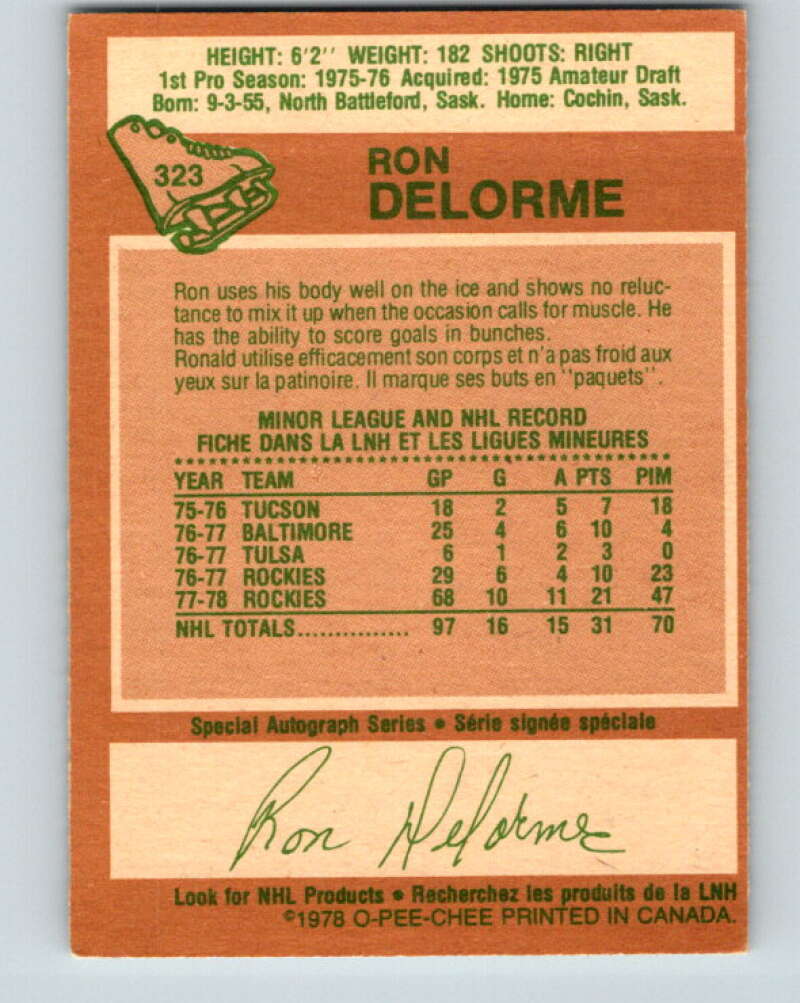 HEIGHT: 6'2'' WEIGHT: 182 SHOOTS: RIGHT
1st Pro Season: 1975-76 Acquired: 1975 Amateur Draft
Born: 9-3-55, North Battleford, Sask. Home: Cochin, Sask.
323
RON
DELORME
Ron uses his body well on the ice and shows no reluc-
tance to mix it up when the occasion calls for muscle. He
has the ability to score goals in bunches.
Ronald utilise efficacement son corps et n'a pas froid aux
yeux sur la patinoire. Il marque ses buts en ''paquets''.
MINOR LEAGUE AND NHL RECORD
FICHE DANS LA LNH ET LES LIGUES MINEURES
YEAR TEAM GP G A PTS PIM
75-76 TUCSON 18 2 5 7 18
76-77 BALTIMORE 25 4 6 10 4
76-77 TULSA 6 1 2 3 0
76-77 ROCKIES 29 6 4 10 23
77-78 ROCKIES 68 10 11 21 47
NHL TOTALS............... 97 16 15 31 70
Special Autograph Series • Série signée spéciale
Ron Delorme
Look for NHL Products • Recherchez les produits de la LNH
©1978 O-PEE-CHEE PRINTED IN CANADA.